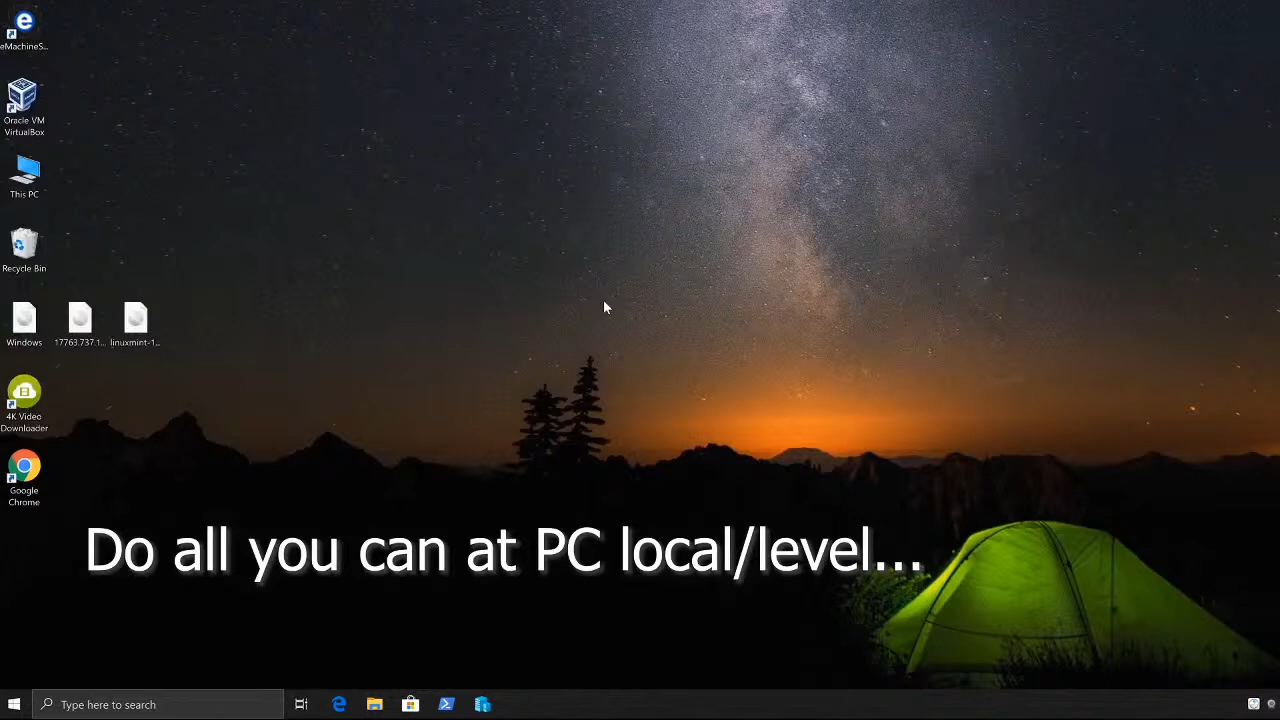 eMachineS...
Oracle VM
VirtualBox
This PC
Recycle Bin
Windows
17763.737.1...
linuxmint-1...
4K Video
Downloader
Google
Chrome
Do all you can at PC local/level...
Type here to search